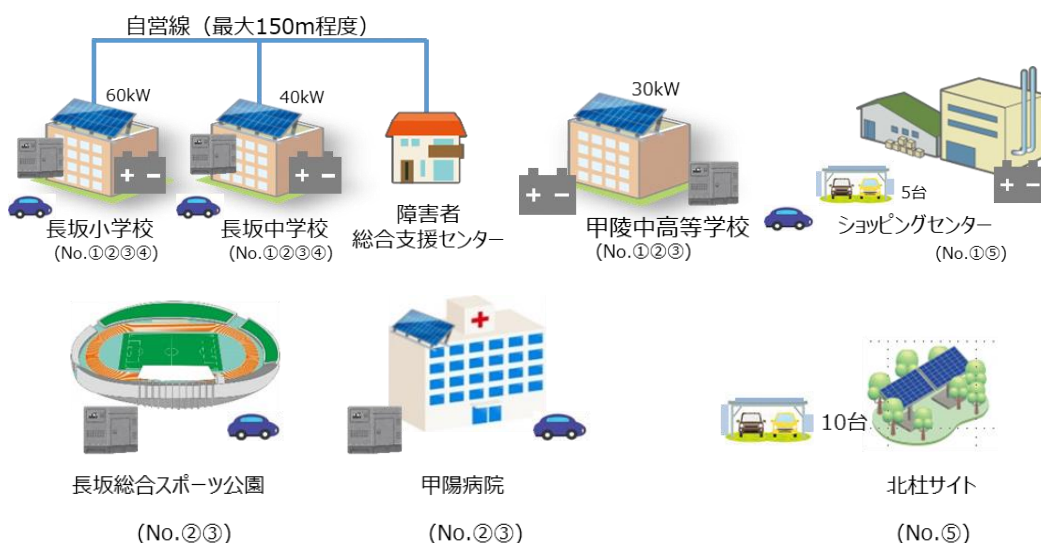 自営線（最大150m程度）
60kW
40kW
30kW
5台
長坂小学校
(No.①②③④)
長坂中学校
(No.①②③④)
障害者
総合支援センター
甲陵中高等学校
(No.①②③)
ショッピングセンター
(No.①⑤)
10台
長坂総合スポーツ公園
(No.②③)
甲陽病院
(No.②③)
北杜サイト
(No.⑤)